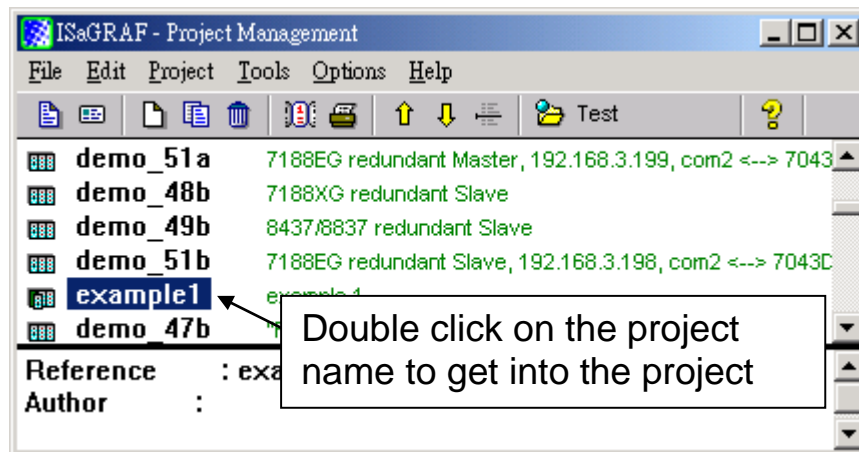 ISaGRAF - Project Management
File Edit Project Tools Options Help
Test
demo_51a 7188EG redundant Master, 192.168.3.199, com2 <--> 7043
demo_48b 7188XG redundant Slave
demo_49b 8437/8837 redundant Slave
demo_51b 7188EG redundant Slave, 192.168.3.198, com2 <--> 7043D
example1 example 1
demo_47b
Double click on the project
name to get into the project
Reference : exa
Author :